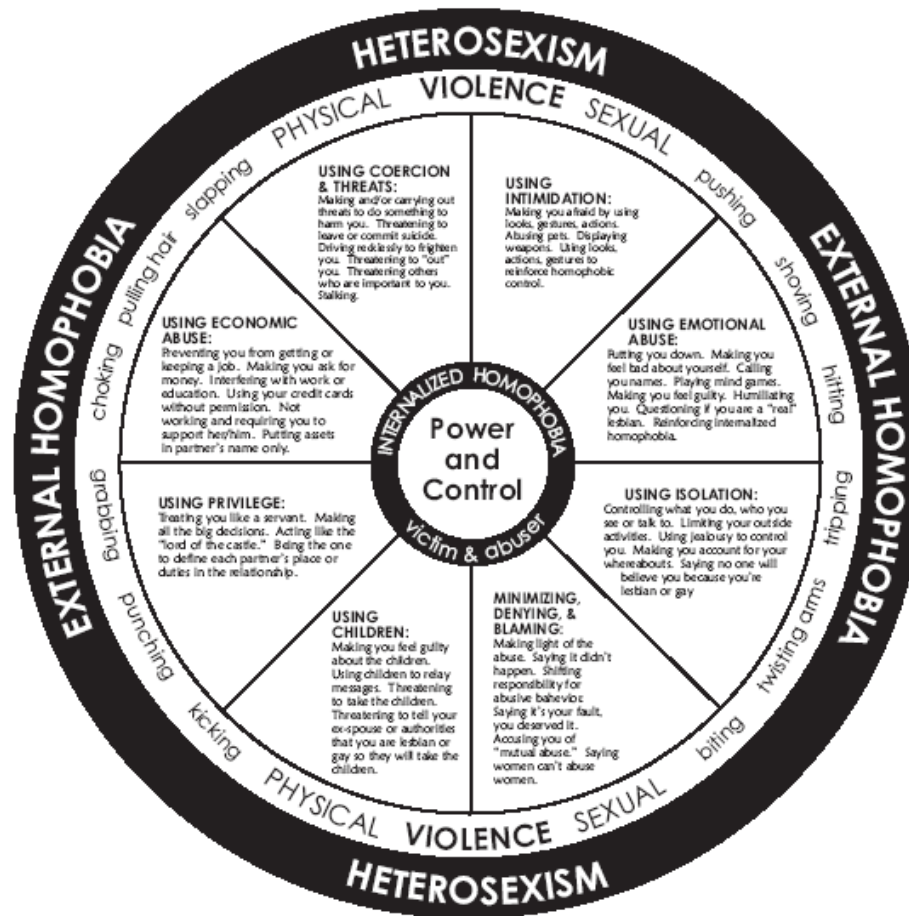 HETEROSEXISM
PHYSICAL VIOLENCE SEXUAL
EXTERNAL HOMOPHOBIA
EXTERNAL HOMOPHOBIA
slapping
pulling hair
choking
grabbing
punching
kicking
pushing
shoving
hitting
tripping
twisting arms
biting
USING COERCION
& THREATS:
Making and/or carrying out
threats to do something to
harm you. Threatening to
leave or commit suicide.
Driving recklessly to frighten
you. Threatening to "out"
you. Threatening others
who are important to you.
Stalking.
USING
INTIMIDATION:
Making you afraid by using
looks, gestures, actions.
Abusing pets. Displaying
weapons. Using looks,
actions, gestures to
reinforce homophobic
control.
USING ECONOMIC
ABUSE:
Preventing you from getting or
keeping a job. Making you ask for
money. Interfering with work or
education. Using your credit cards
without permission. Not
working and requiring you to
support her/him. Putting assets
in partner's name only.
USING EMOTIONAL
ABUSE:
Putting you down. Making you
feel bad about yourself. Calling
you names. Playing mind games.
Making you feel guilty. Humiliating
you. Questioning if you are a "real"
lesbian. Reinforcing internalized
homophobia.
INTERNALIZED HOMOPHOBIA
Power
and
Control
victim & abuser
USING PRIVILEGE:
Treating you like a servant. Making
all the big decisions. Acting like the
"lord of the castle." Being the one
to define each partner's place or
duties in the relationship.
USING ISOLATION:
Controlling what you do, who you
see or talk to. Limiting your outside
activities. Using jealousy to control
you. Making you account for your
whereabouts. Saying no one will
believe you because you're
lesbian or gay
USING
CHILDREN:
Making you feel guilty
about the children.
Using children to relay
messages. Threatening
to take the children.
Threatening to tell your
ex-spouse or authorities
that you are lesbian or
gay so they will take the
children.
MINIMIZING,
DENYING, &
BLAMING:
Making light of the
abuse. Saying it didn't
happen. Shifting
responsibility for
abusive bahevior.
Saying it's your fault,
you deserved it.
Accusing you of
"mutual abuse." Saying
women can't abuse
women.
PHYSICAL VIOLENCE SEXUAL
HETEROSEXISM